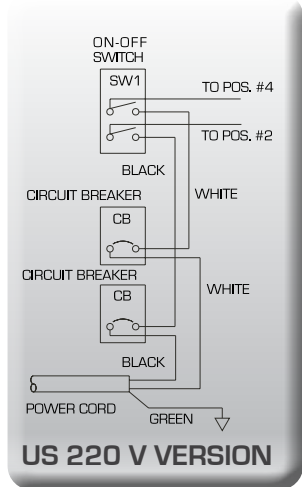 ON-OFF
SWITCH
SW1
TO POS. #4
TO POS. #2
BLACK
WHITE
CIRCUIT BREAKER
CB
CIRCUIT BREAKER
WHITE
CB
BLACK
POWER CORD
GREEN
US 220 V VERSION